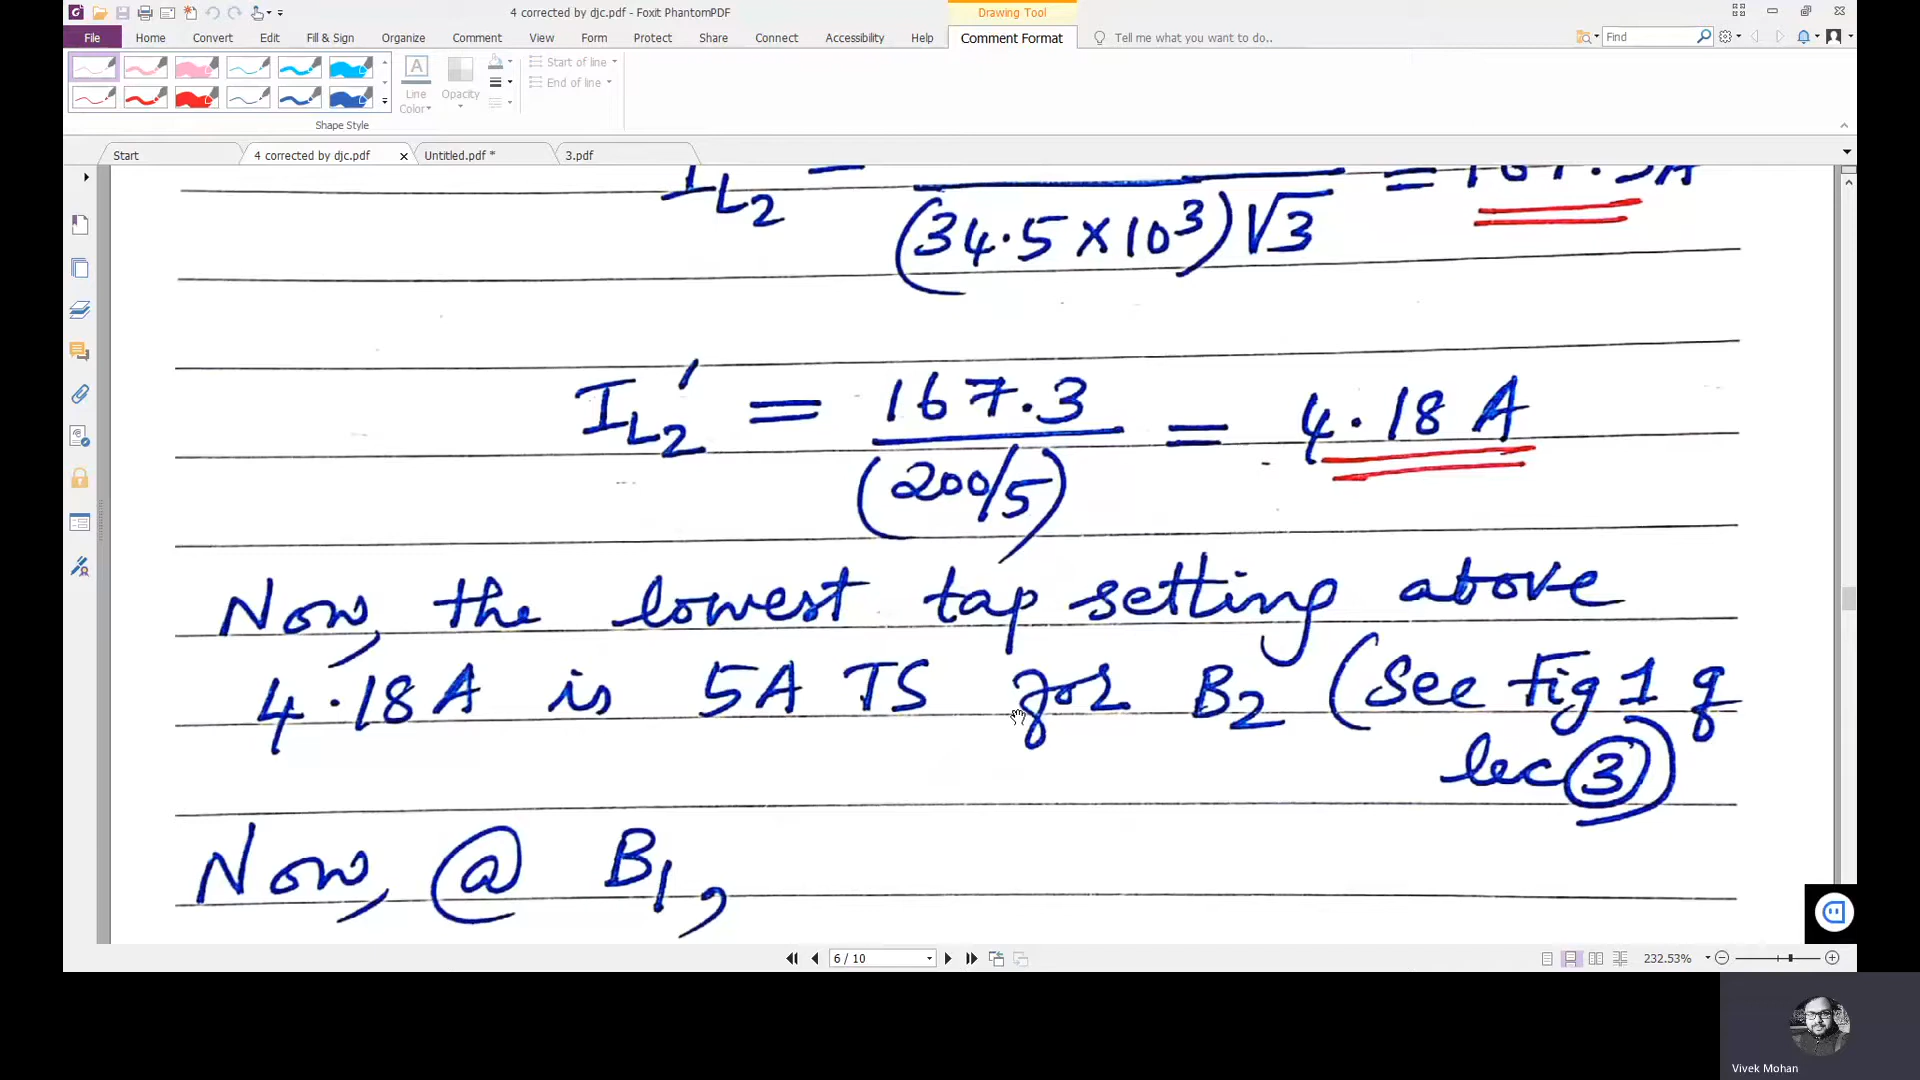 4 corrected by djc.pdf - Foxit PhantomPDF
Drawing Tool
File Home Convert Edit Fill & Sign Organize Comment View Form Protect Share Connect Accessibility Help Comment Format Tell me what you want to do.. Find
Line Color
Opacity
Start of line
End of line
Shape Style
Start 4 corrected by djc.pdf Untitled.pdf * 3.pdf
I L2 = / (34.5 × 10³) √3 = 167.3A
I L2' = 167.3 / (200/5) = 4.18 A
Now, the lowest tap setting above
4.18 A is 5A TS for B2 (See Fig 1 of
lec 3)
Now, @ B1,
6 / 10
232.53%
Vivek Mohan